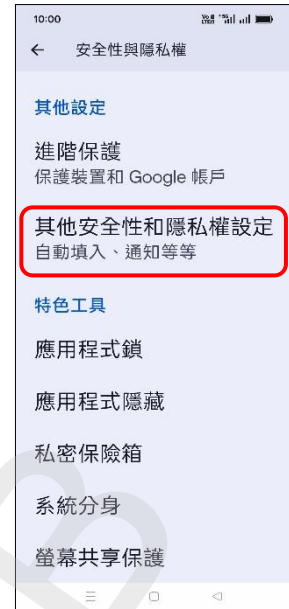 10:00
安全性與隱私權
其他設定
進階保護
保護裝置和 Google 帳戶
其他安全性和隱私權設定
自動填入、通知等等
特色工具
應用程式鎖
應用程式隱藏
私密保險箱
系統分身
螢幕共享保護